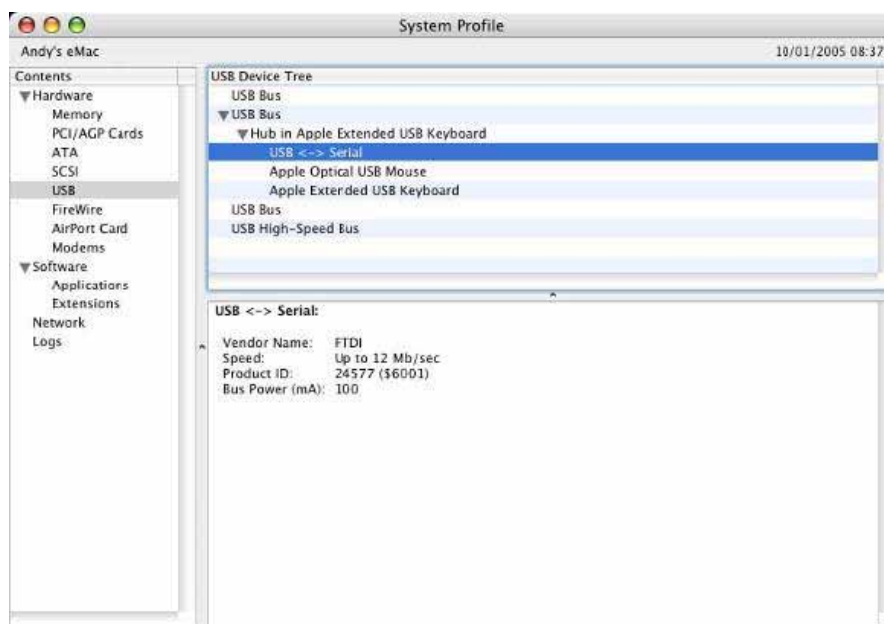 System Profile
Andy's eMac
10/01/2005 08:37
Contents
Hardware
Memory
PCI/AGP Cards
ATA
SCSI
USB
FireWire
AirPort Card
Modems
Software
Applications
Extensions
Network
Logs
USB Device Tree
USB Bus
USB Bus
Hub in Apple Extended USB Keyboard
USB <-> Serial
Apple Optical USB Mouse
Apple Extended USB Keyboard
USB Bus
USB High-Speed Bus
USB <-> Serial:
Vendor Name: FTDI
Speed: Up to 12 Mb/sec
Product ID: 24577 ($6001)
Bus Power (mA): 100